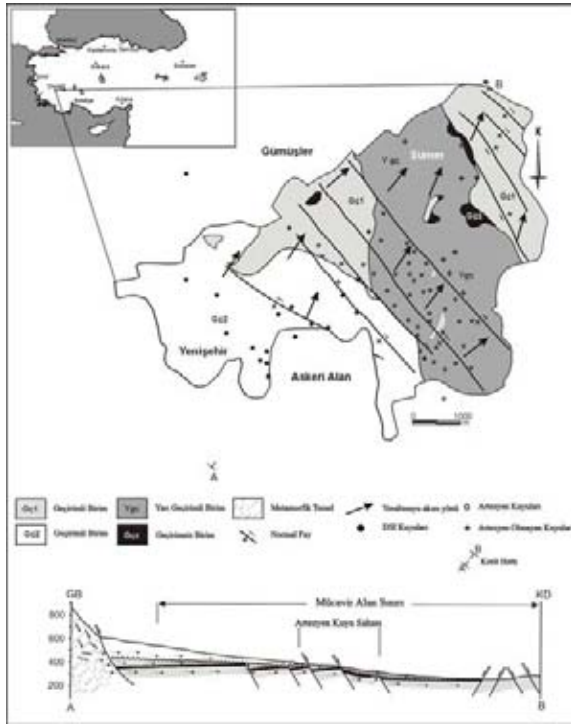 Gümüşler
Sümer
B
K
Y gç
Gç1
Gç1
Gçz
Ygç
Gç2
Yenişehir
Askeri Alan
0 1000
A
Gç1 Geçirimli Birim
Ygç Yarı Geçirimli Birim
Metamorfik Temel
Yeraltısuyu akım yönü
Artezyen Kuyuları
Gç2 Geçirimli Birim
Gçz Geçirimsiz Birim
Normal Fay
DSİ Kuyuları
Artezyen Olmayan Kuyular
A B
Kesit Hattı
GB
KD
Mücavir Alan Sınırı
Artezyen Kuyu Sahası
800
600
400
200
A
B